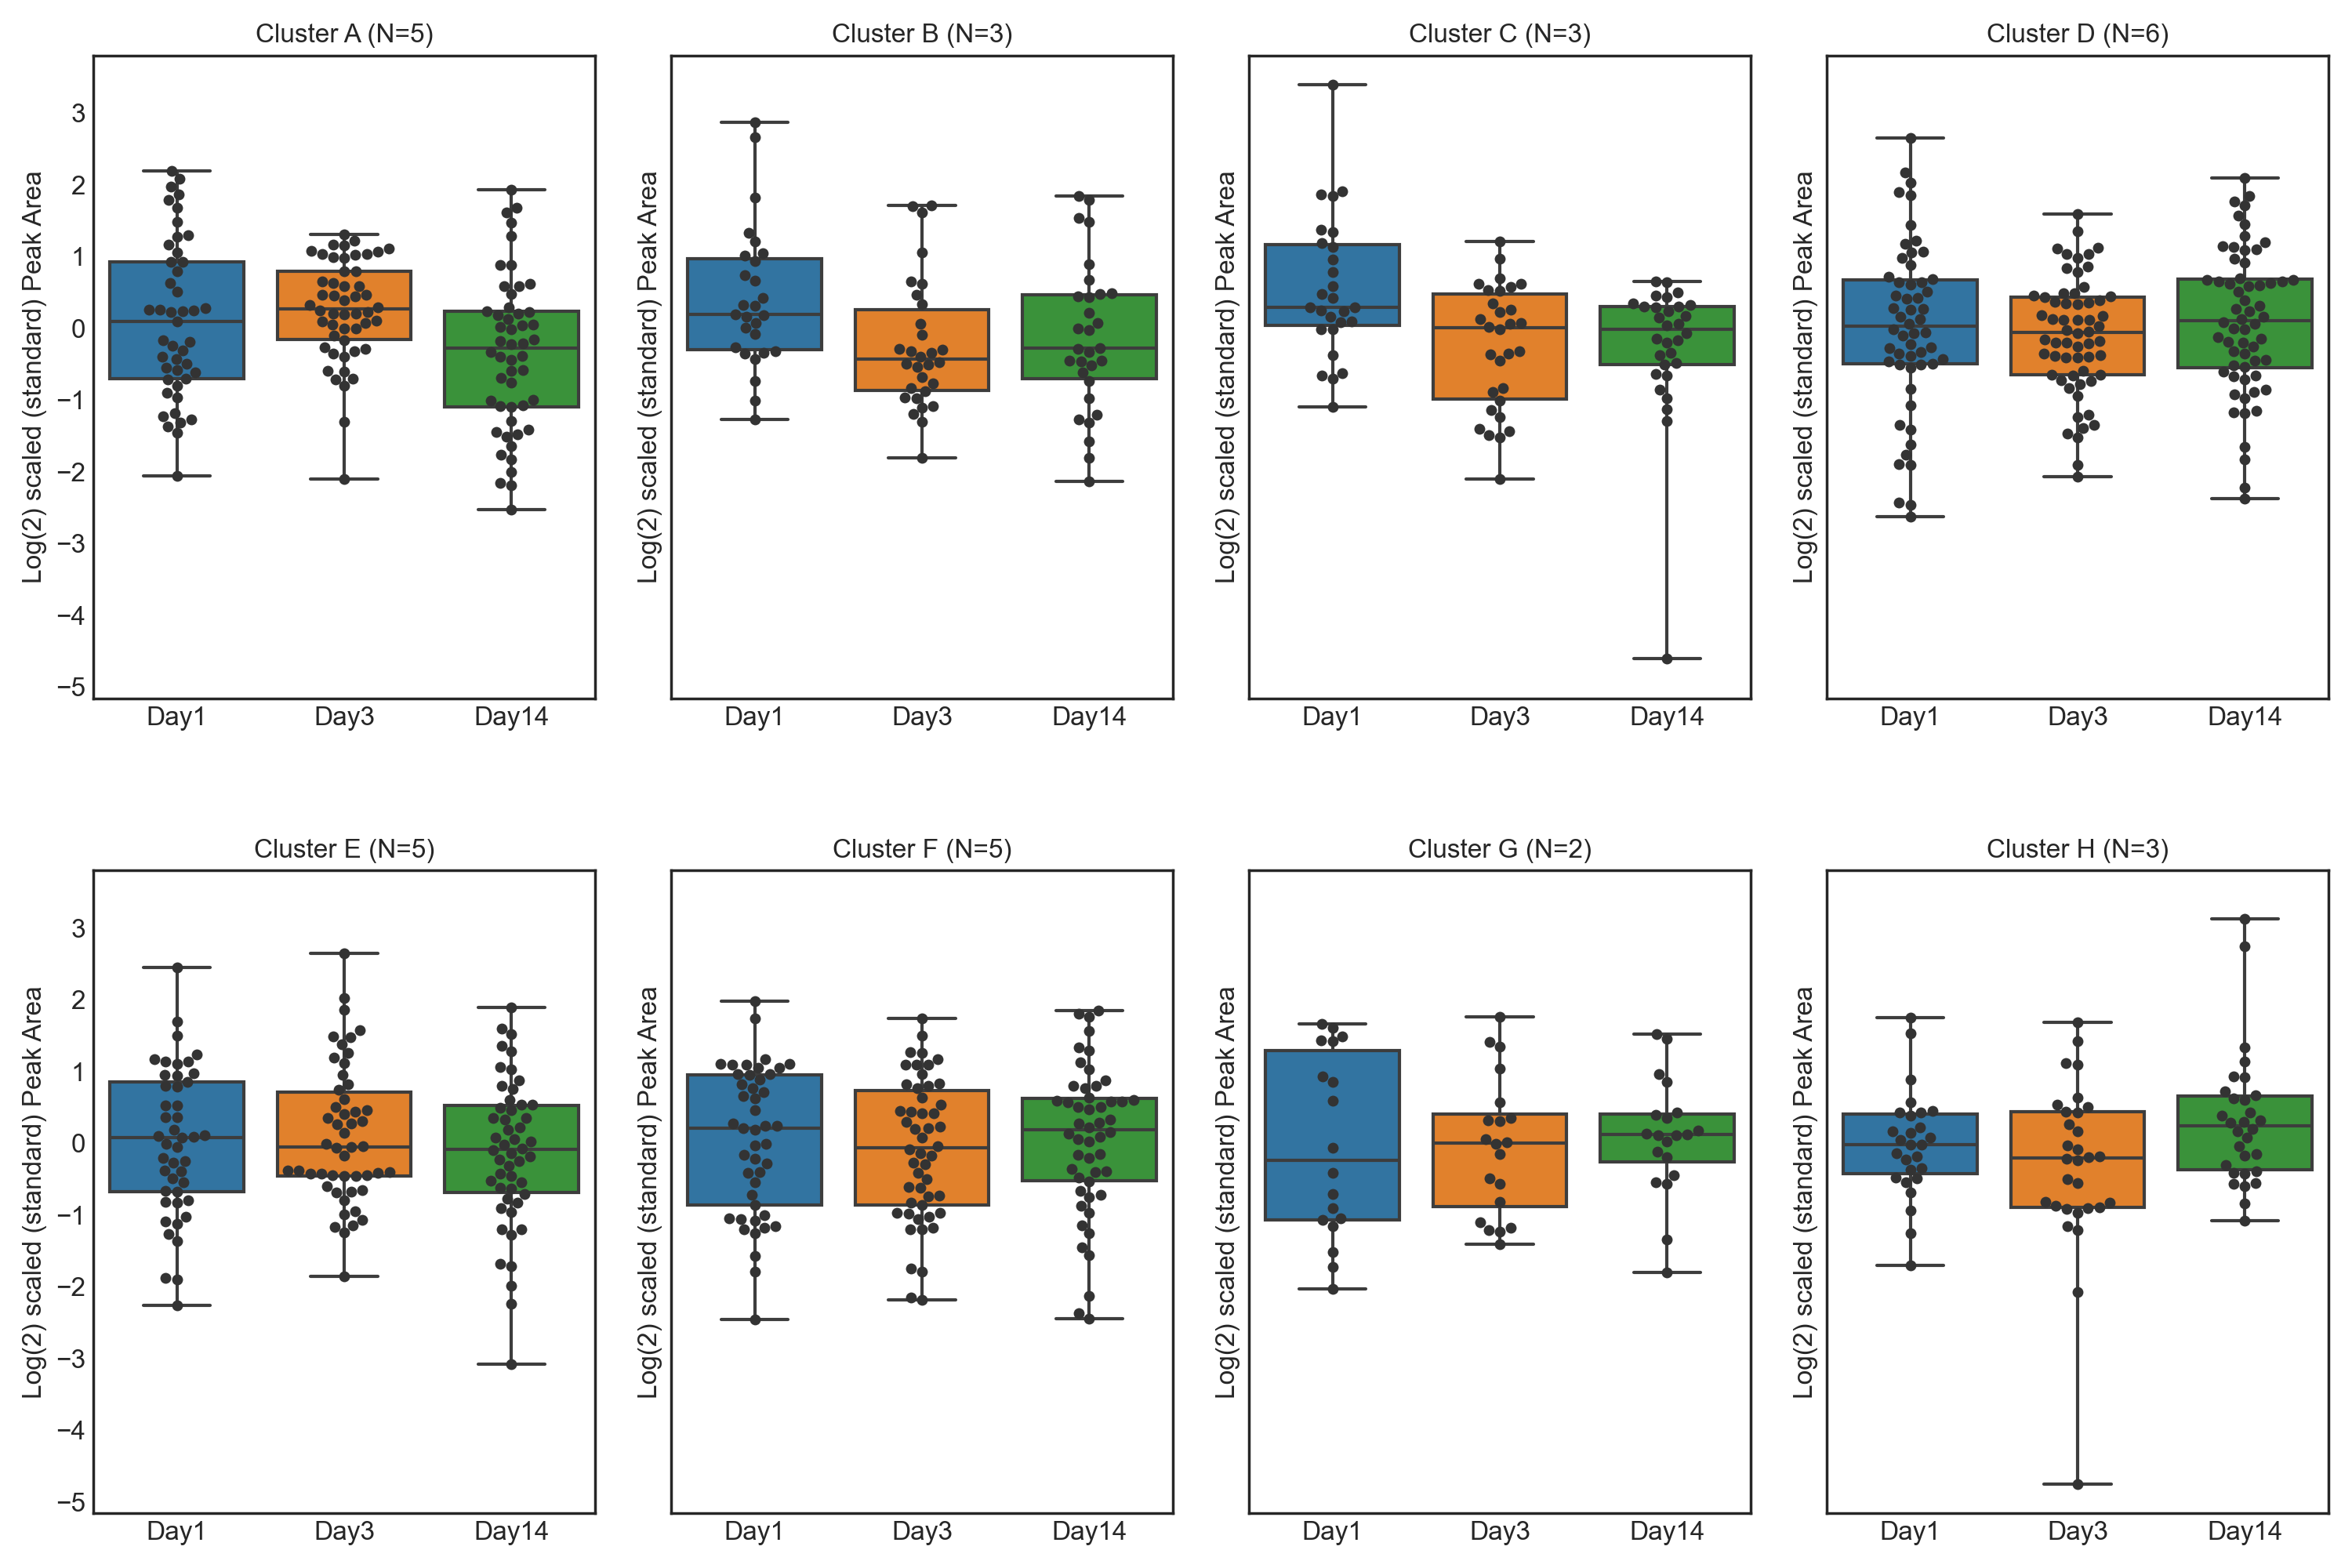 Cluster A (N=5)
Log(2) scaled (standard) Peak Area
3
2
1
0
−1
−2
−3
−4
−5
Day1 Day3 Day14
Cluster B (N=3)
Log(2) scaled (standard) Peak Area
Day1 Day3 Day14
Cluster C (N=3)
Log(2) scaled (standard) Peak Area
Day1 Day3 Day14
Cluster D (N=6)
Log(2) scaled (standard) Peak Area
Day1 Day3 Day14
Cluster E (N=5)
Log(2) scaled (standard) Peak Area
3
2
1
0
−1
−2
−3
−4
−5
Day1 Day3 Day14
Cluster F (N=5)
Log(2) scaled (standard) Peak Area
Day1 Day3 Day14
Cluster G (N=2)
Log(2) scaled (standard) Peak Area
Day1 Day3 Day14
Cluster H (N=3)
Log(2) scaled (standard) Peak Area
Day1 Day3 Day14